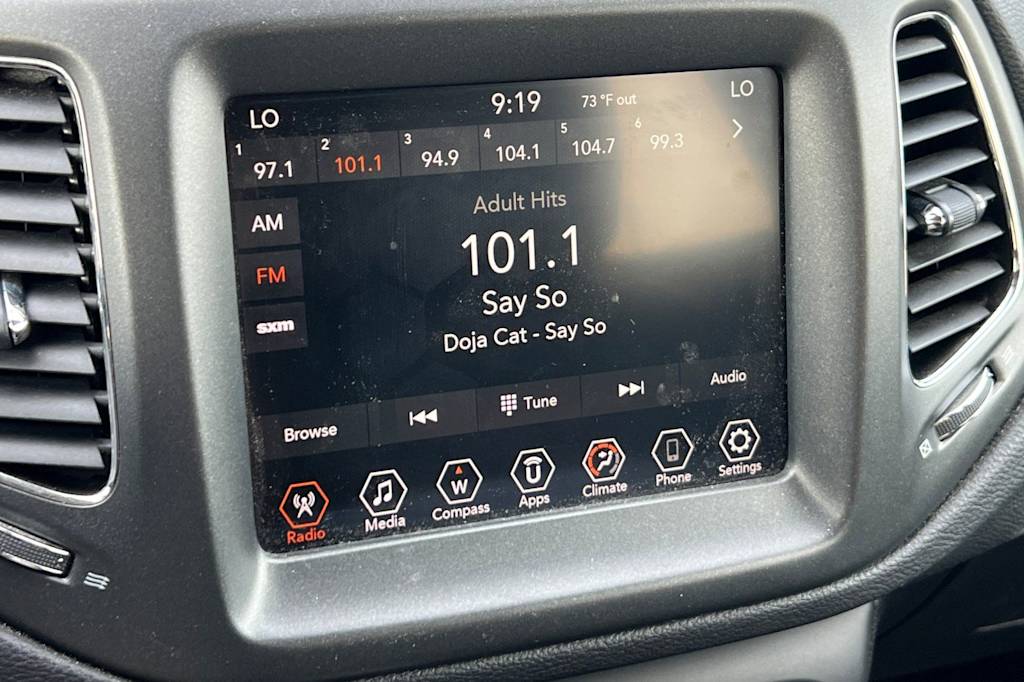 LO 9:19 73 °F out LO
1 97.1 2 101.1 3 94.9 4 104.1 5 104.7 6 99.3
Adult Hits
AM
101.1
FM
Say So
sxm
Doja Cat - Say So
Browse Tune Audio
W
Radio Media Compass Apps Climate Phone Settings